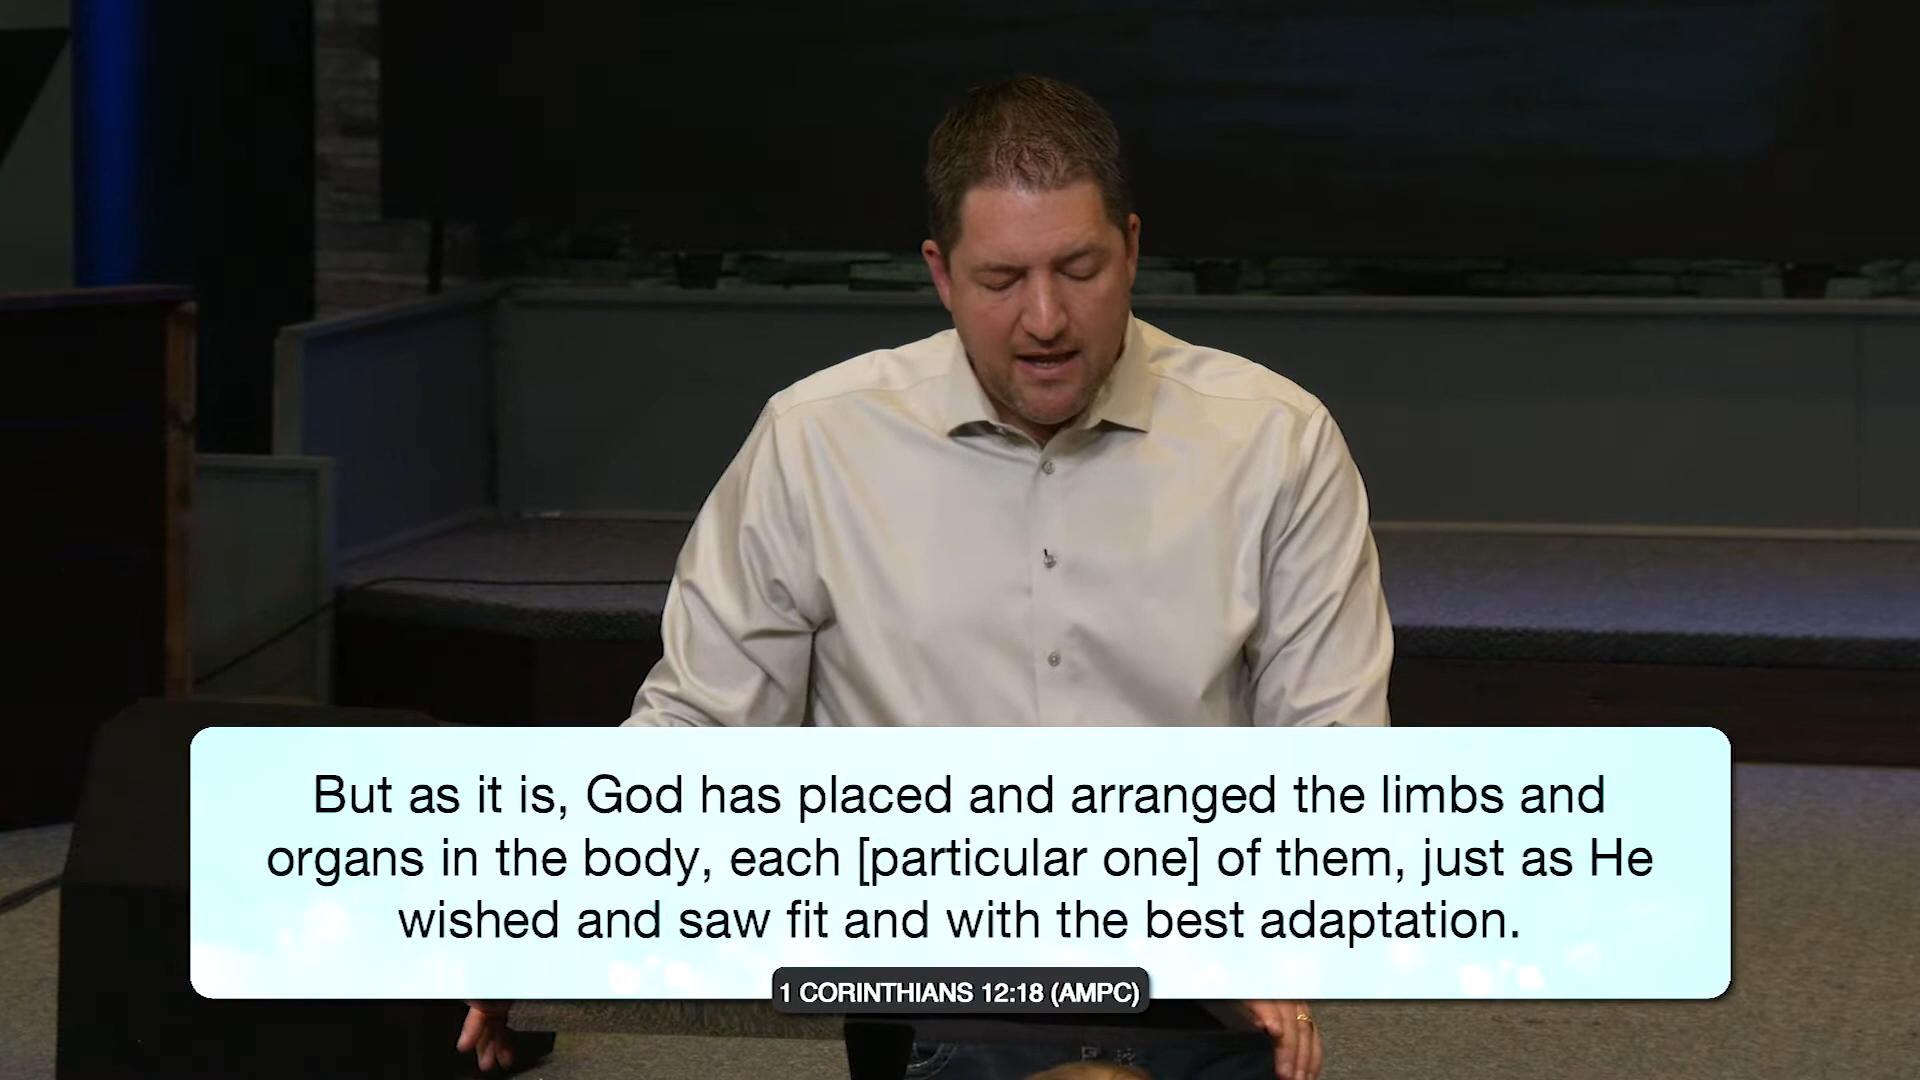 But as it is, God has placed and arranged the limbs and
organs in the body, each [particular one] of them, just as He
wished and saw fit and with the best adaptation.
1 CORINTHIANS 12:18 (AMPC)